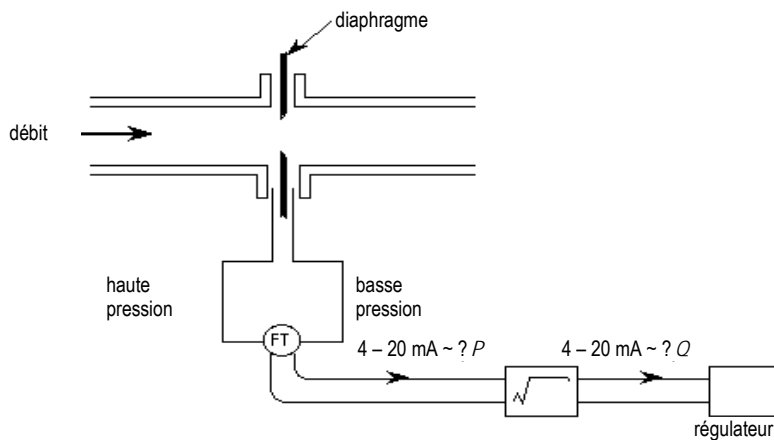 diaphragme
débit
haute
pression
basse
pression
FT
4 – 20 mA ~ ? P
4 – 20 mA ~ ? Q
régulateur